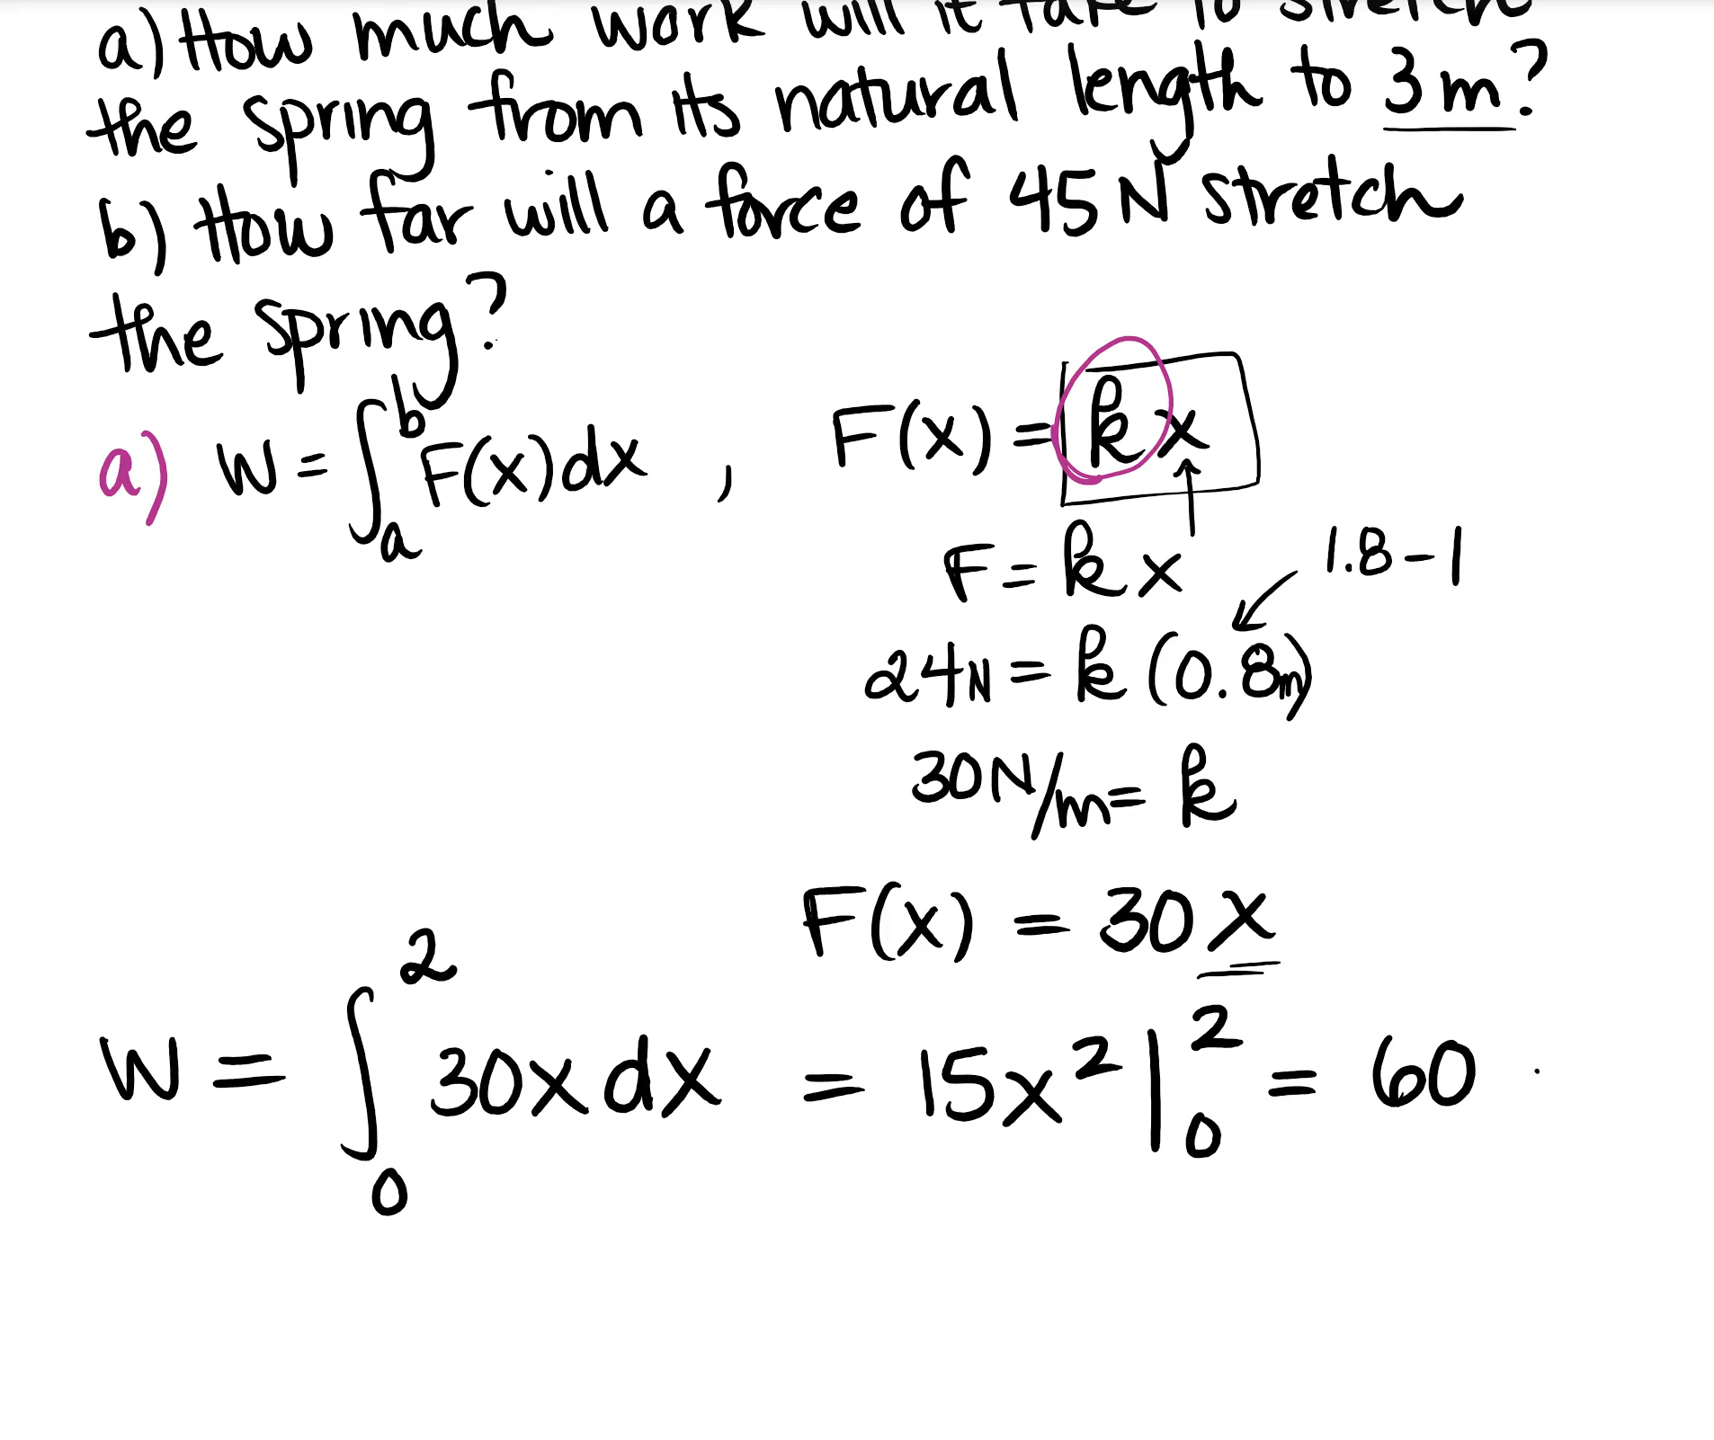 a) How much work will it take to stretch
the spring from its natural length to 3 m?
b) How far will a force of 45 N stretch
the spring?
a) W = ∫_a^b F(x) dx , F(x) = kx
F = kx
1.8 - 1
24N = k (0.8m)
30 N/m = k
F(x) = 30x
W = ∫_0^2 30x dx = 15x² |_0^2 = 60